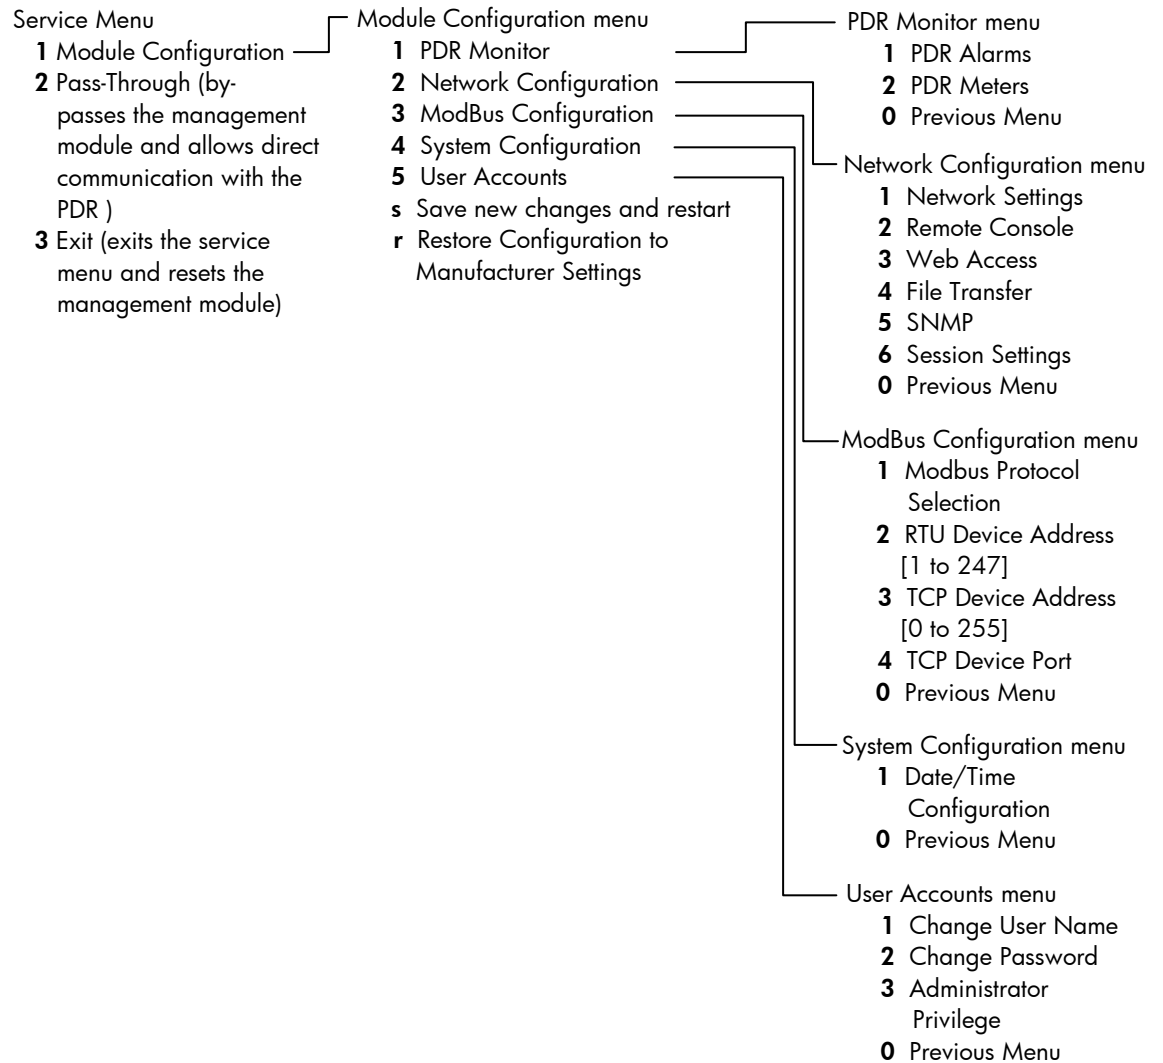 Service Menu
1 Module Configuration
2 Pass-Through (by-
passes the management
module and allows direct
communication with the
PDR )
3 Exit (exits the service
menu and resets the
management module)
Module Configuration menu
1 PDR Monitor
2 Network Configuration
3 ModBus Configuration
4 System Configuration
5 User Accounts
s Save new changes and restart
r Restore Configuration to
Manufacturer Settings
PDR Monitor menu
1 PDR Alarms
2 PDR Meters
0 Previous Menu
Network Configuration menu
1 Network Settings
2 Remote Console
3 Web Access
4 File Transfer
5 SNMP
6 Session Settings
0 Previous Menu
ModBus Configuration menu
1 Modbus Protocol
Selection
2 RTU Device Address
[1 to 247]
3 TCP Device Address
[0 to 255]
4 TCP Device Port
0 Previous Menu
System Configuration menu
1 Date/Time
Configuration
0 Previous Menu
User Accounts menu
1 Change User Name
2 Change Password
3 Administrator
Privilege
0 Previous Menu